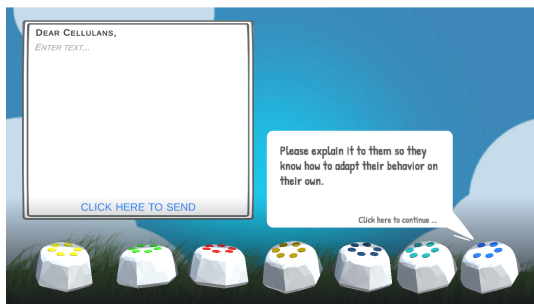 DEAR CELLULANS,
ENTER TEXT...
CLICK HERE TO SEND
Please explain it to them so they
know how to adapt their behavior on
their own.
Click here to continue ...